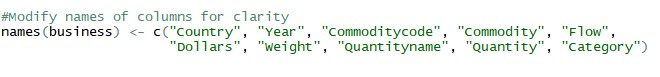 #Modify names of columns for clarity
names(business) <- c("Country", "Year", "Commoditycode", "Commodity", "Flow",
"Dollars", "Weight", "Quantityname", "Quantity", "Category")